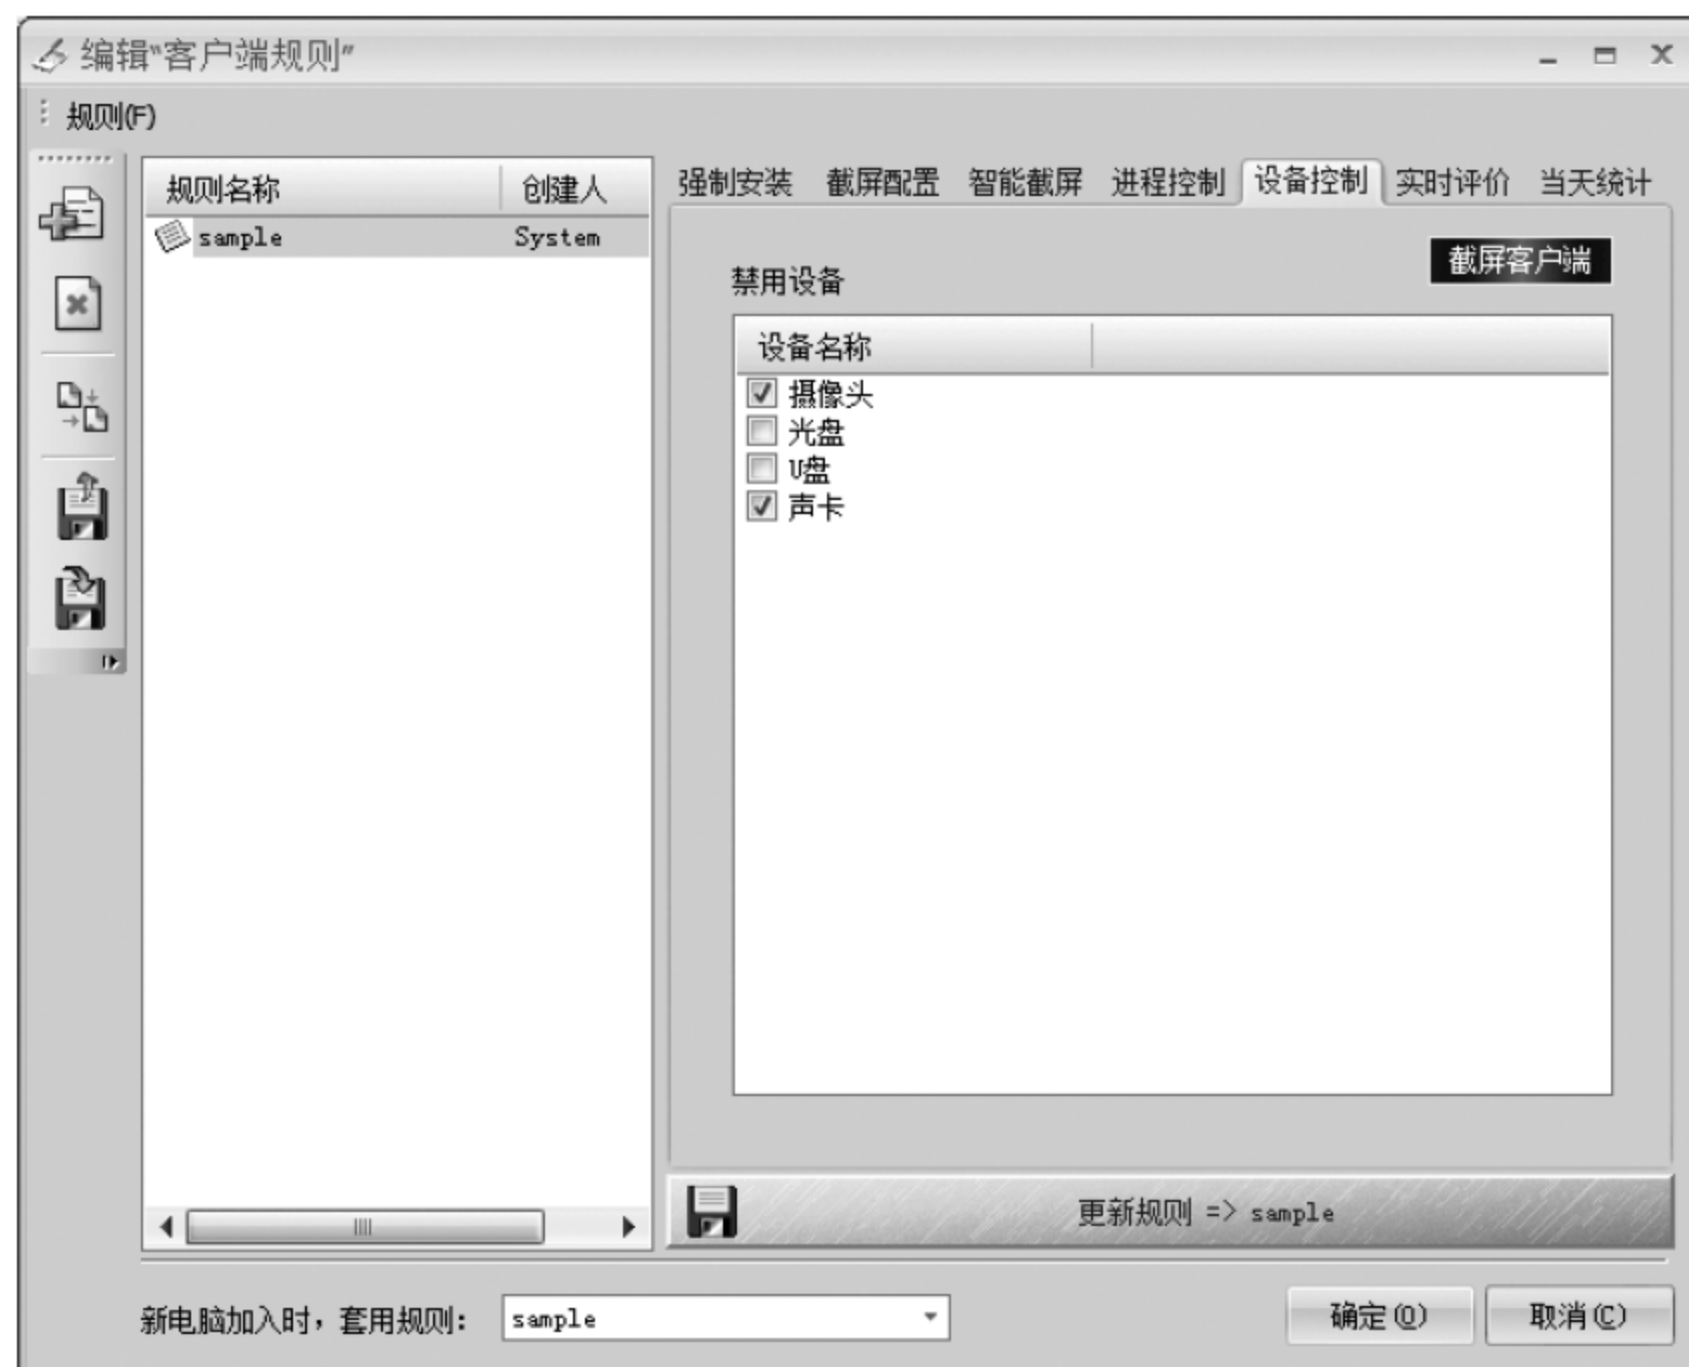 编辑“客户端规则”
规则(F)
规则名称 创建人
sample System
强制安装 截屏配置 智能截屏 进程控制 设备控制 实时评价 当天统计
截屏客户端
禁用设备
设备名称
摄像头
光盘
U盘
声卡
更新规则 => sample
新电脑加入时，套用规则： sample
确定(O) 取消(C)